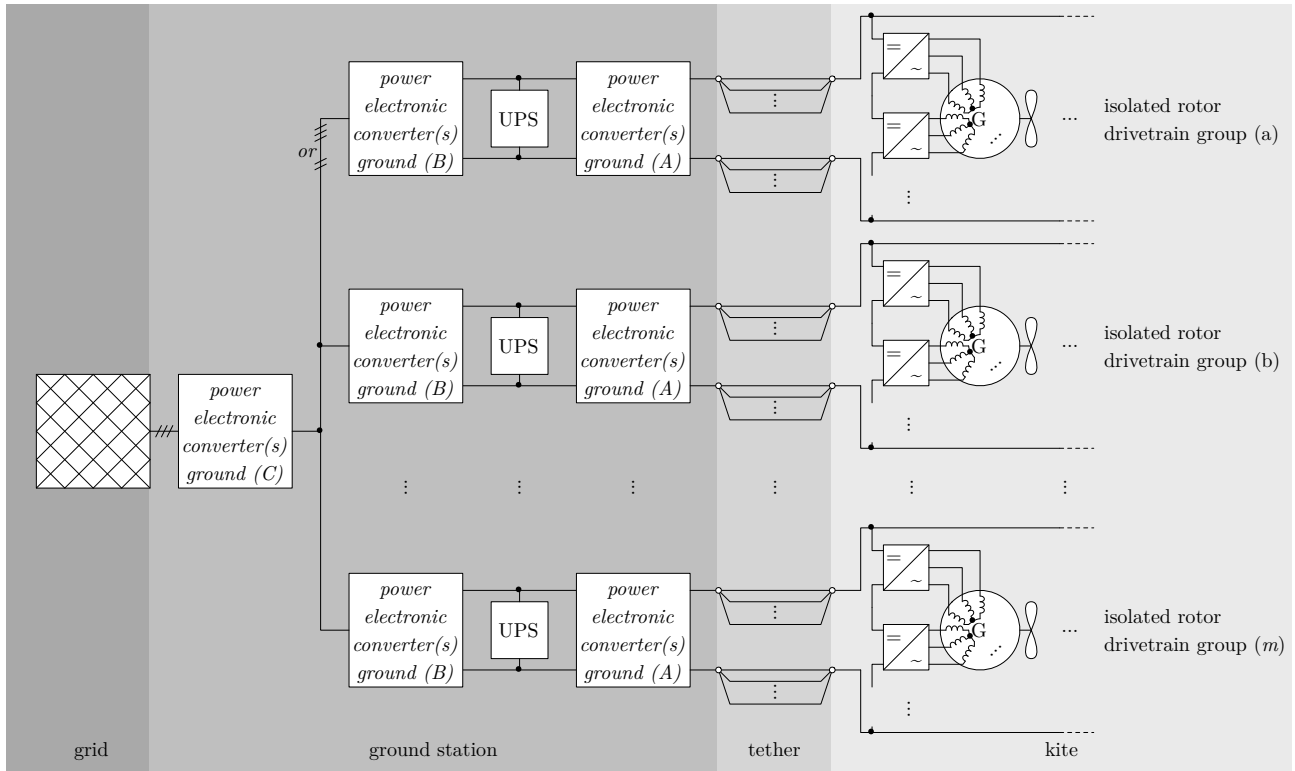 power
electronic
converter(s)
ground (B)
UPS
power
electronic
converter(s)
ground (A)
G
isolated rotor
drivetrain group (a)
or
power
electronic
converter(s)
ground (B)
UPS
power
electronic
converter(s)
ground (A)
G
isolated rotor
drivetrain group (b)
power
electronic
converter(s)
ground (C)
power
electronic
converter(s)
ground (B)
UPS
power
electronic
converter(s)
ground (A)
G
isolated rotor
drivetrain group (m)
grid
ground station
tether
kite